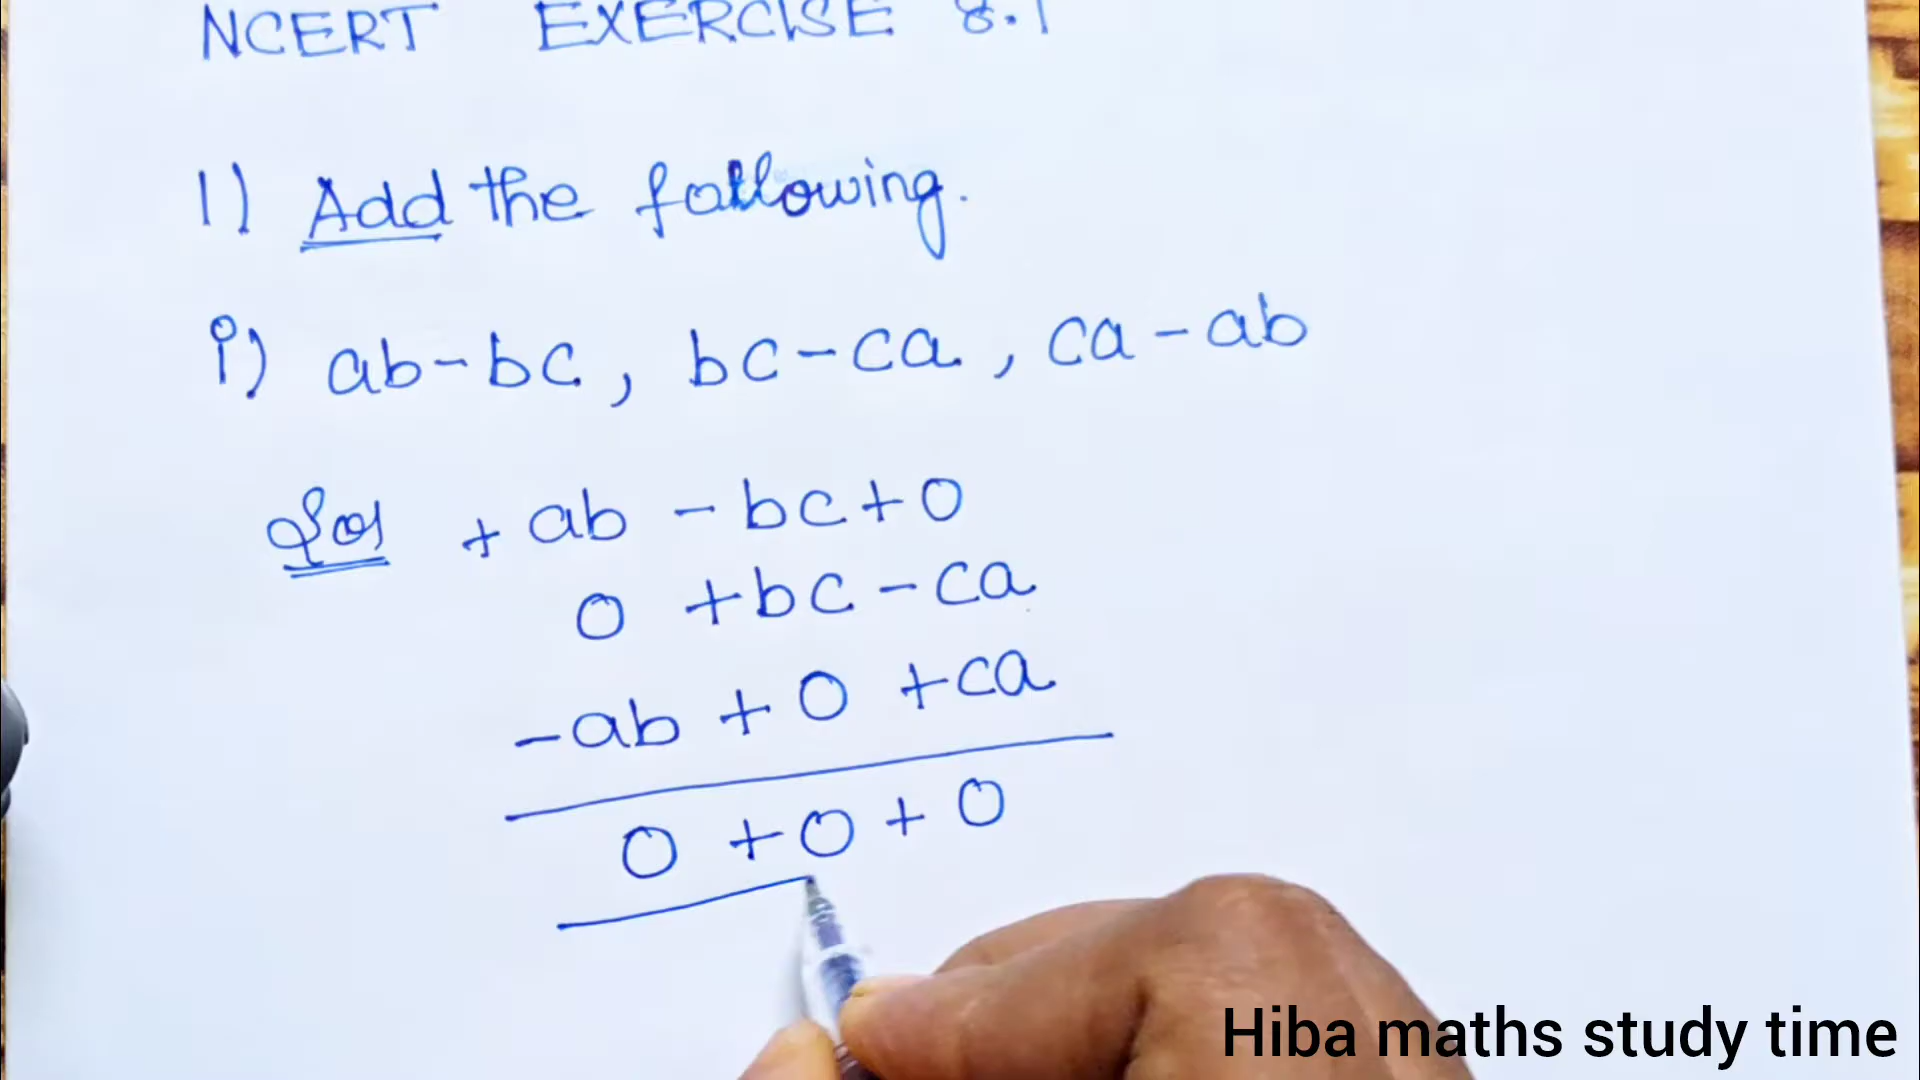 NCERT EXERCISE 8.1
1) Add the following.
i) ab-bc, bc-ca, ca-ab
Sol + ab - bc+0
0 +bc-ca
-ab + 0 +ca
0 +0 + 0
Hiba maths study time